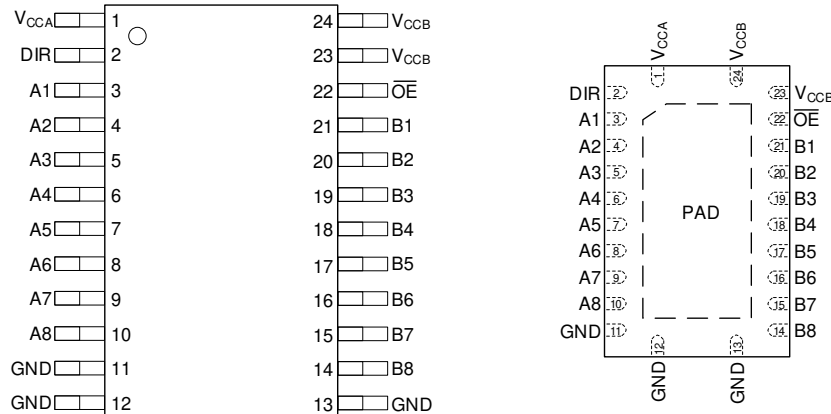 VCCA 1 24 VCCB
DIR 2 23 VCCB
A1 3 22 OE
A2 4 21 B1
A3 5 20 B2
A4 6 19 B3
A5 7 18 B4
A6 8 17 B5
A7 9 16 B6
A8 10 15 B7
GND 11 14 B8
GND 12 13 GND
VCCA VCCB
1 24
DIR 2 23 VCCB
A1 3 22 OE
A2 4 21 B1
A3 5 20 B2
A4 6 19 B3
A5 7 18 B4
A6 8 17 B5
A7 9 16 B6
A8 10 15 B7
GND 11 14 B8
PAD
12 13
GND GND